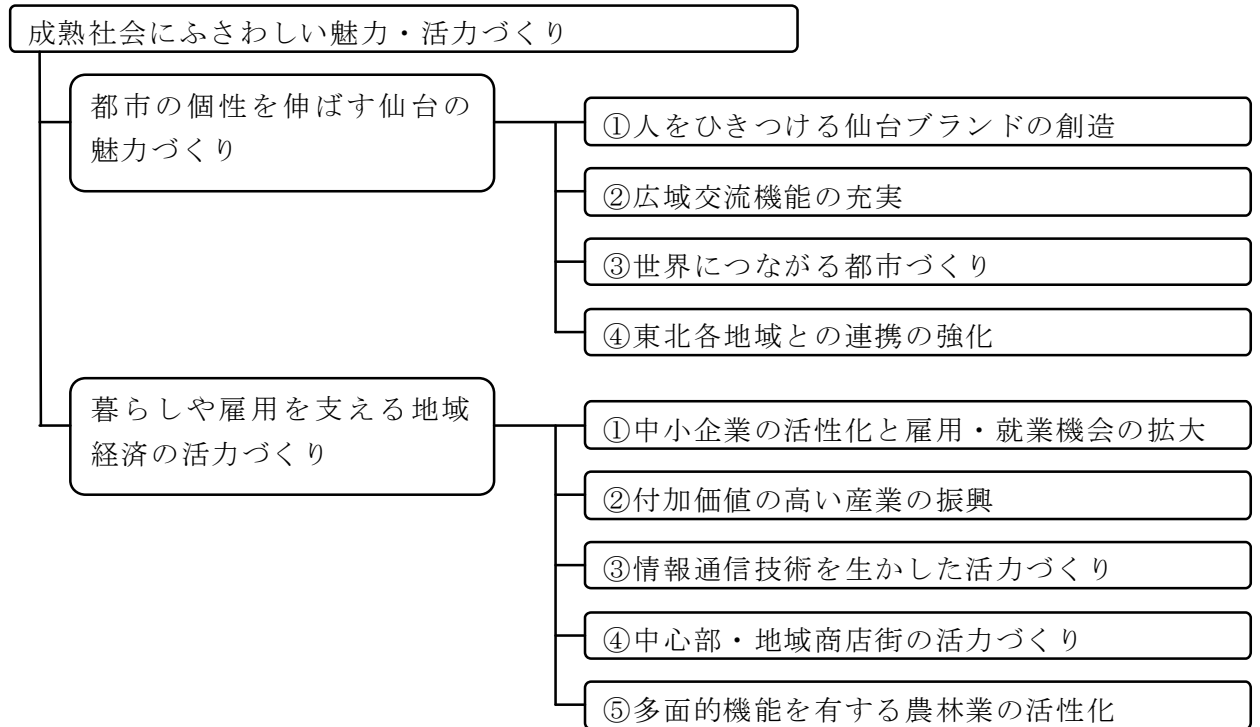 成熟社会にふさわしい魅力・活力づくり
都市の個性を伸ばす仙台の
魅力づくり
①人をひきつける仙台ブランドの創造
②広域交流機能の充実
③世界につながる都市づくり
④東北各地域との連携の強化
暮らしや雇用を支える地域
経済の活力づくり
①中小企業の活性化と雇用・就業機会の拡大
②付加価値の高い産業の振興
③情報通信技術を生かした活力づくり
④中心部・地域商店街の活力づくり
⑤多面的機能を有する農林業の活性化